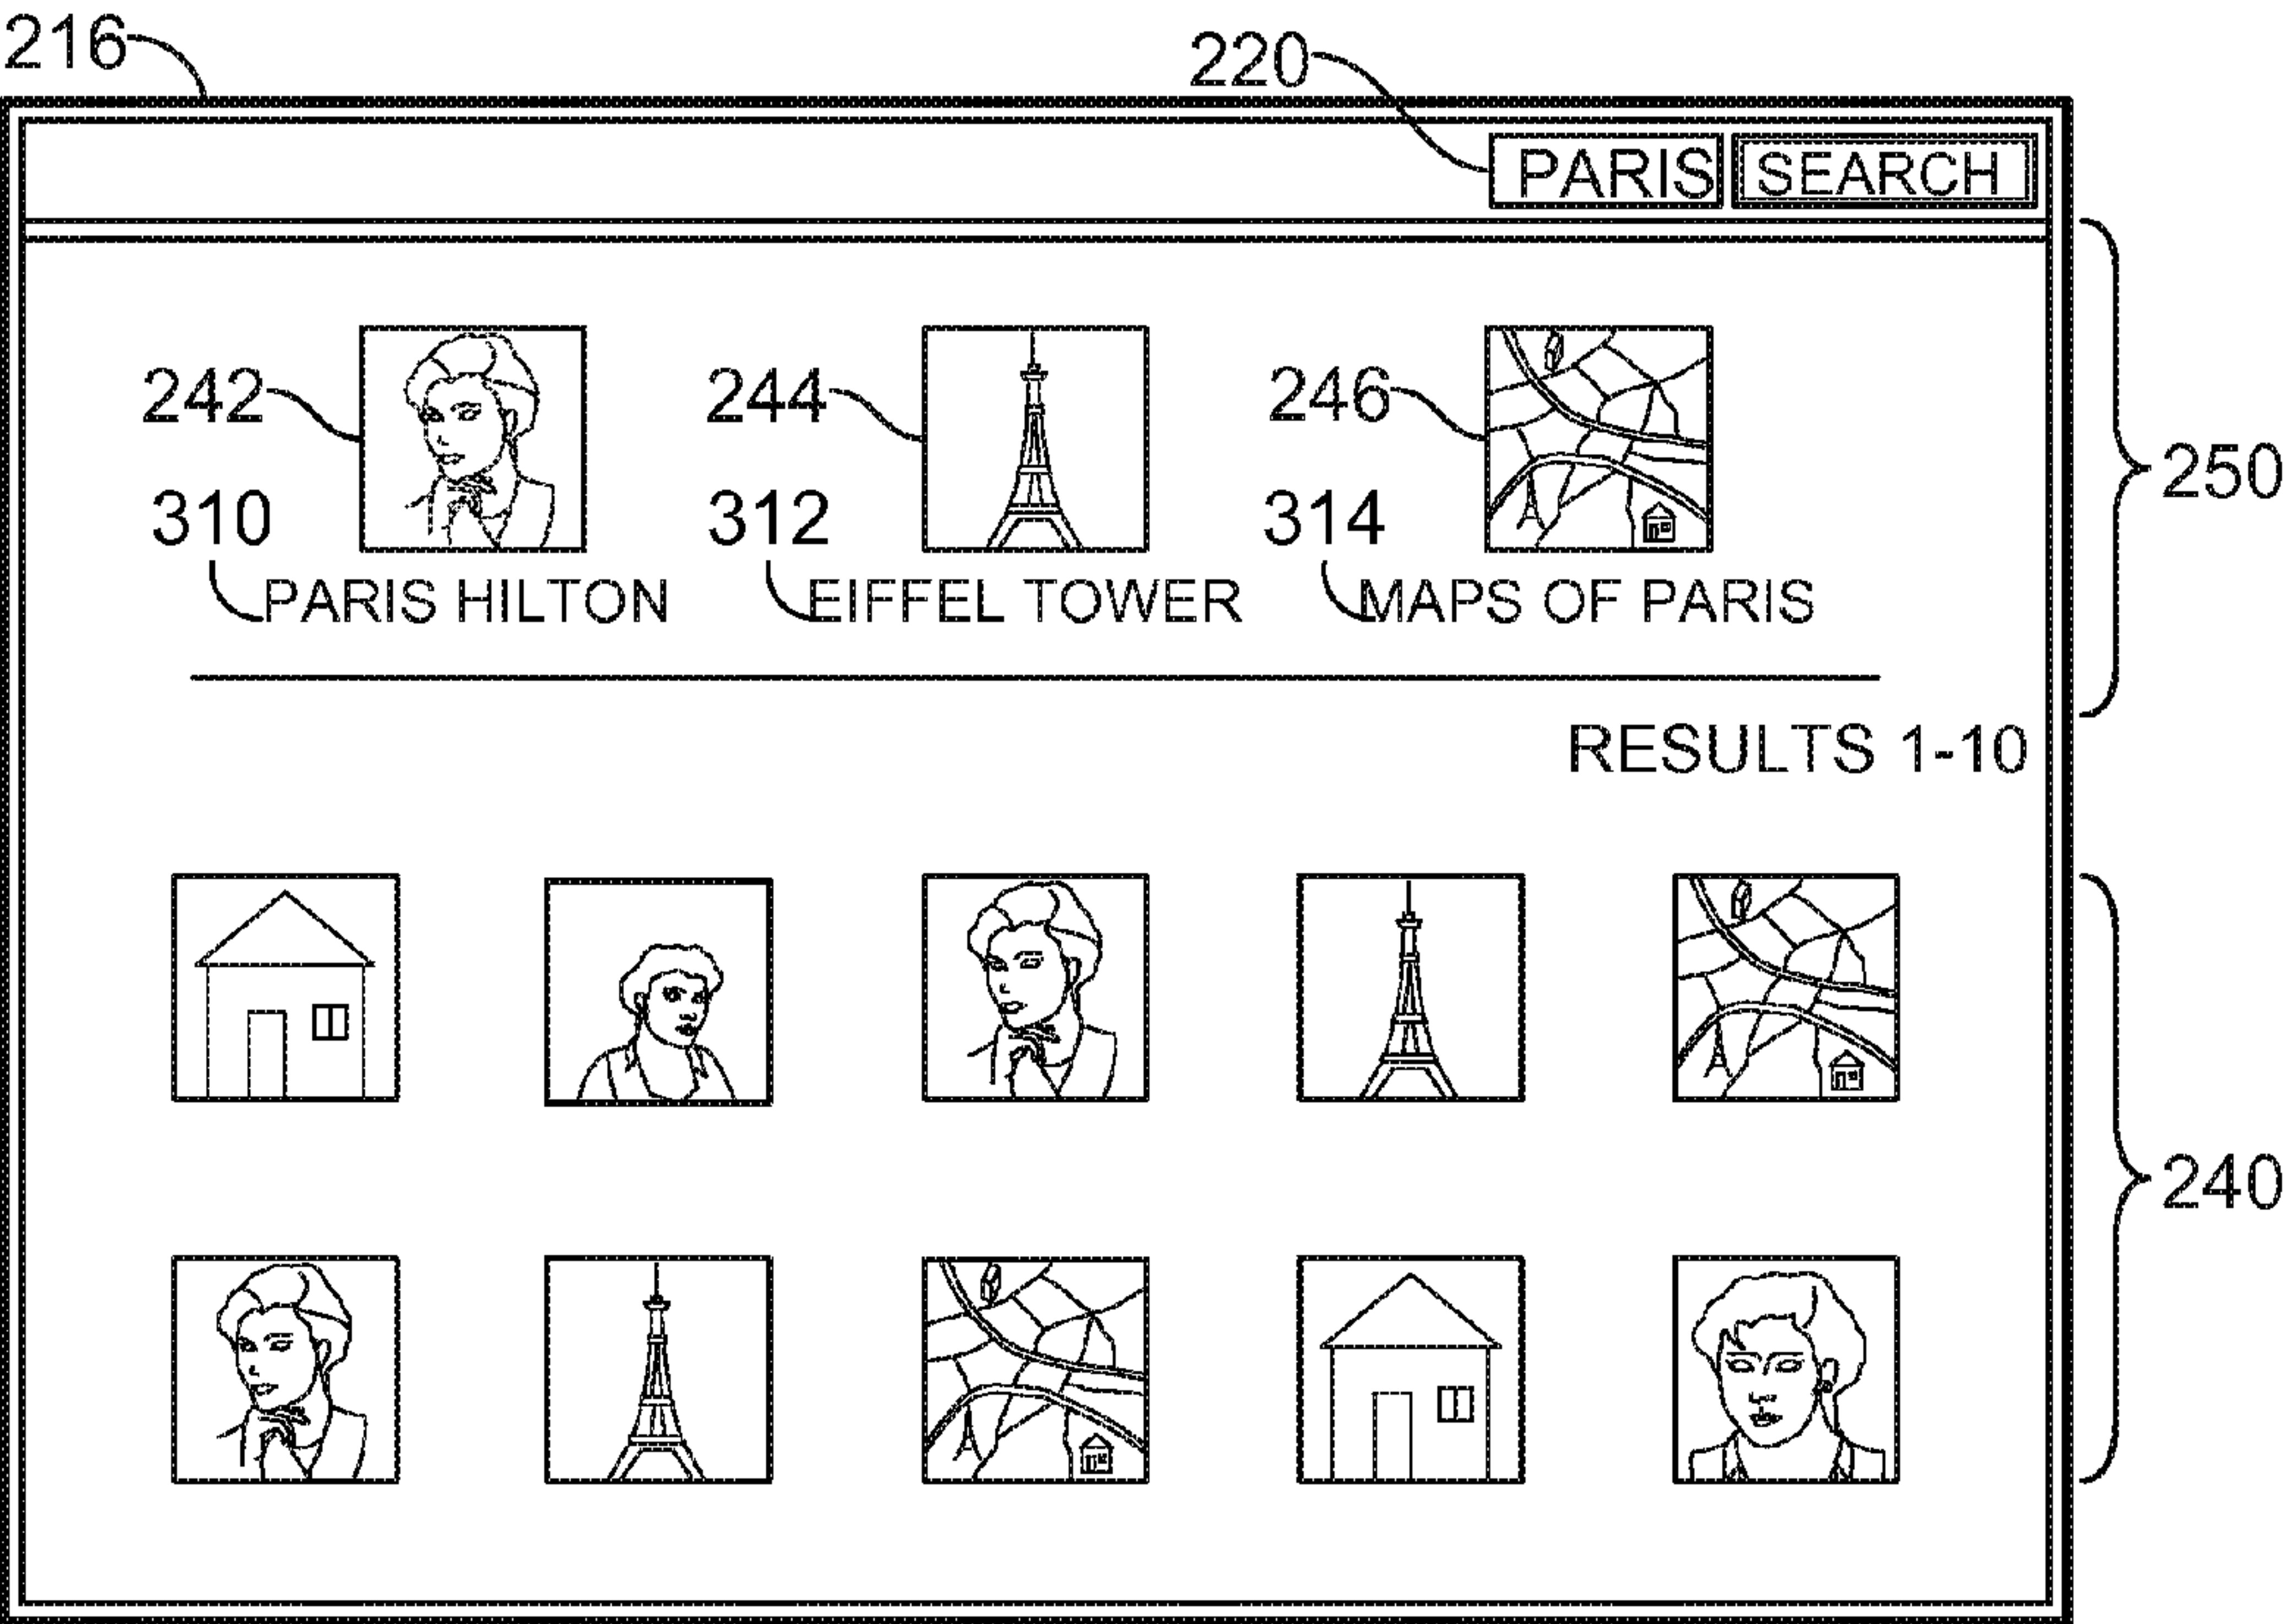 216
220
PARIS SEARCH
242 244 246
250
310 312 314
PARIS HILTON EIFFEL TOWER MAPS OF PARIS
RESULTS 1-10
240